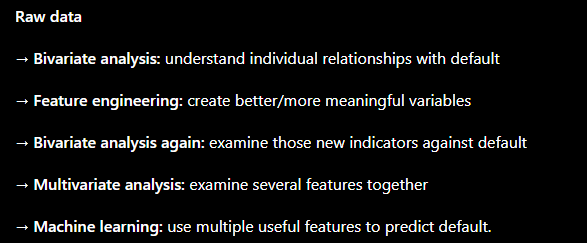 Raw data
→ Bivariate analysis: understand individual relationships with default
→ Feature engineering: create better/more meaningful variables
→ Bivariate analysis again: examine those new indicators against default
→ Multivariate analysis: examine several features together
→ Machine learning: use multiple useful features to predict default.